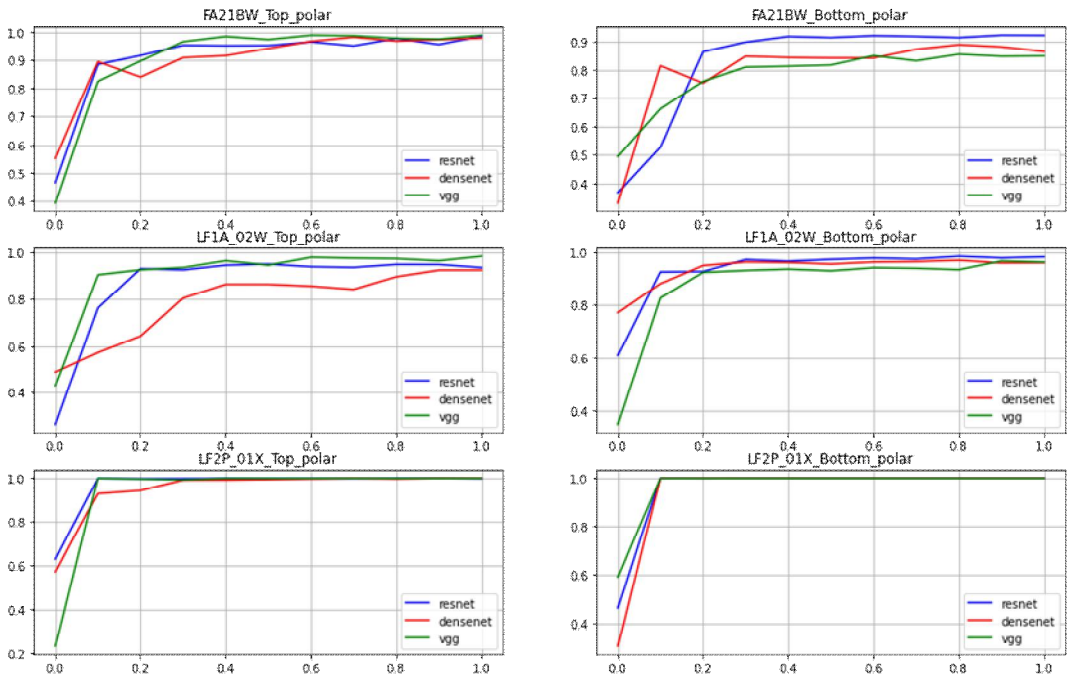 FA21BW_Top_polar
1.0
0.9
0.8
0.7
0.6
0.5
0.4
resnet
densenet
vgg
0.0 0.2 0.4 0.6 0.8 1.0
FA21BW_Bottom_polar
0.9
0.8
0.7
0.6
0.5
0.4
resnet
densenet
vgg
0.0 0.2 0.4 0.6 0.8 1.0
LF1A_02W_Top_polar
1.0
0.8
0.6
0.4
resnet
densenet
vgg
0.0 0.2 0.4 0.6 0.8 1.0
LF1A_02W_Bottom_polar
1.0
0.8
0.6
0.4
resnet
densenet
vgg
0.0 0.2 0.4 0.6 0.8 1.0
LF2P_01X_Top_polar
1.0
0.8
0.6
0.4
0.2
resnet
densenet
vgg
0.0 0.2 0.4 0.6 0.8 1.0
LF2P_01X_Bottom_polar
1.0
0.8
0.6
0.4
resnet
densenet
vgg
0.0 0.2 0.4 0.6 0.8 1.0